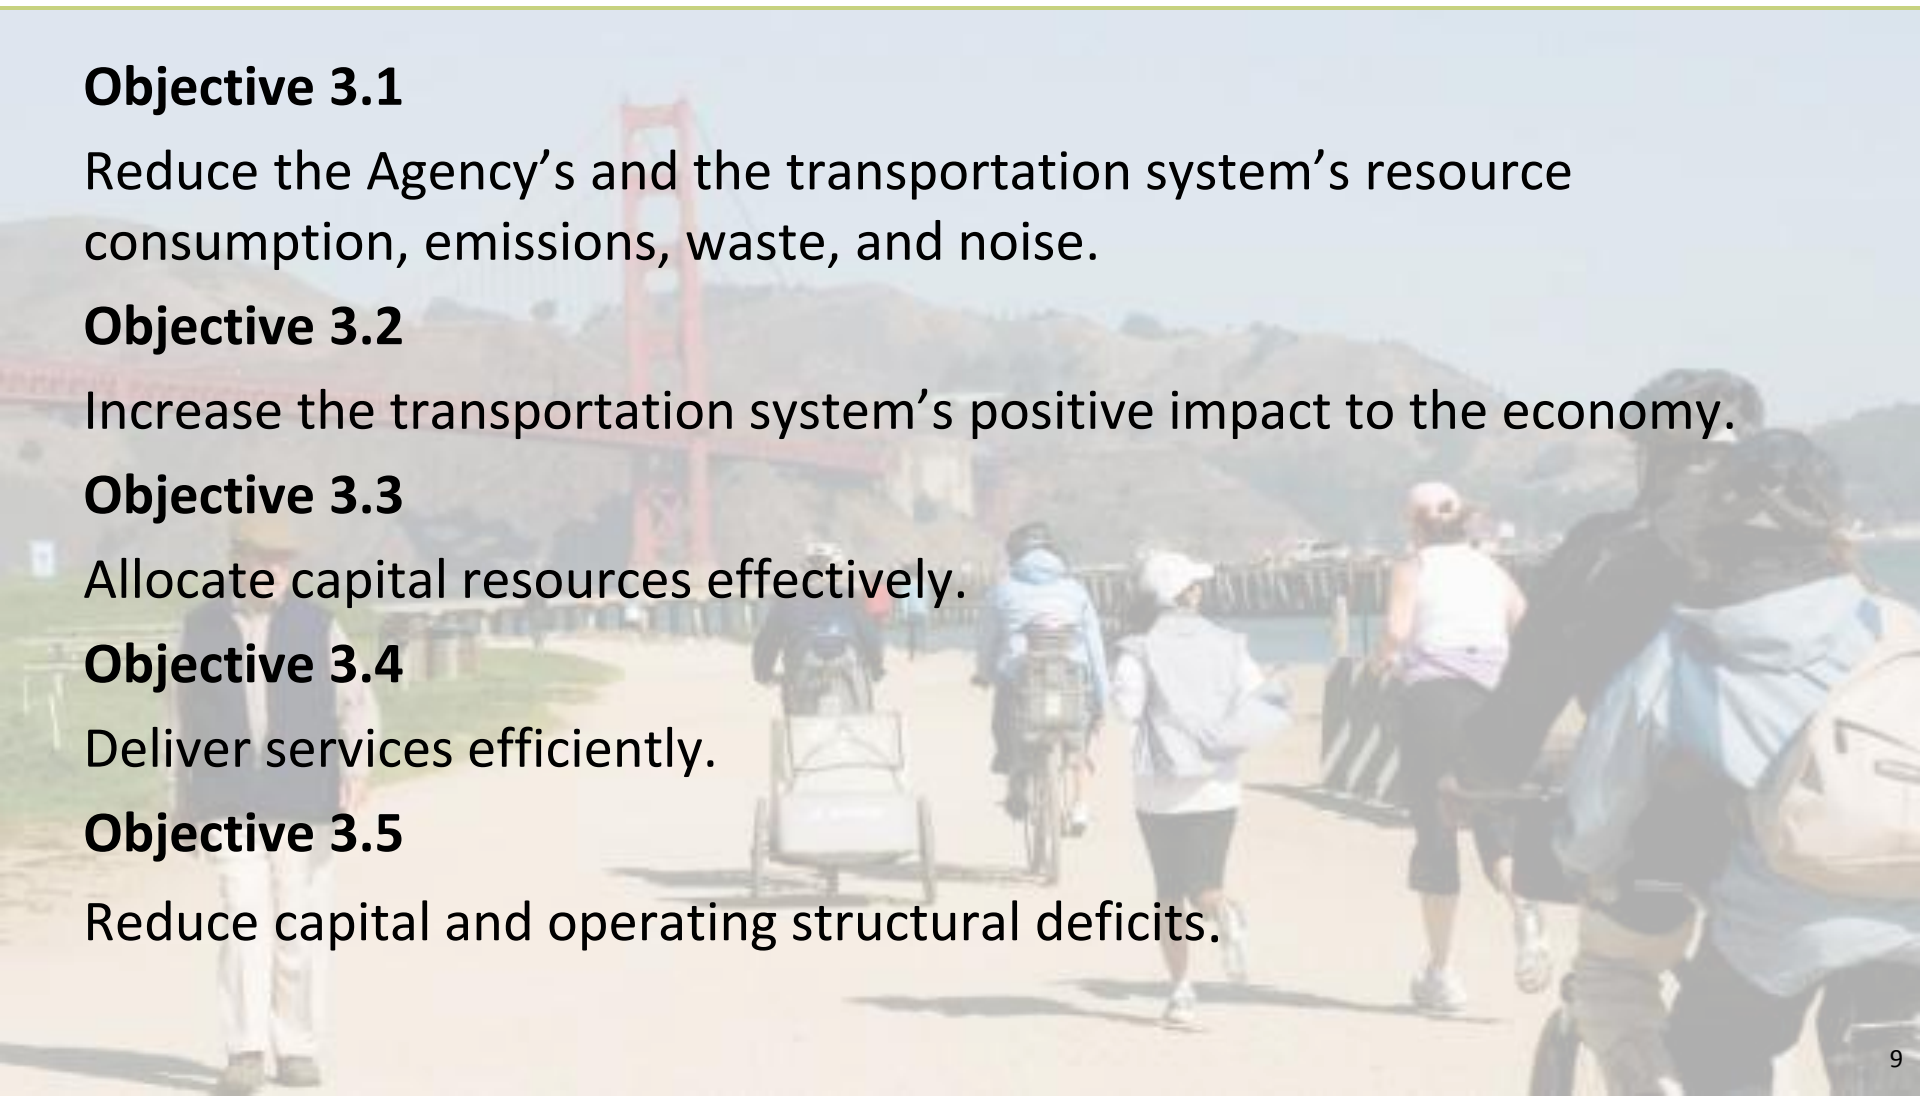 Objective 3.1
Reduce the Agency’s and the transportation system’s resource
consumption, emissions, waste, and noise.
Objective 3.2
Increase the transportation system’s positive impact to the economy.
Objective 3.3
Allocate capital resources effectively.
Objective 3.4
Deliver services efficiently.
Objective 3.5
Reduce capital and operating structural deficits.
9